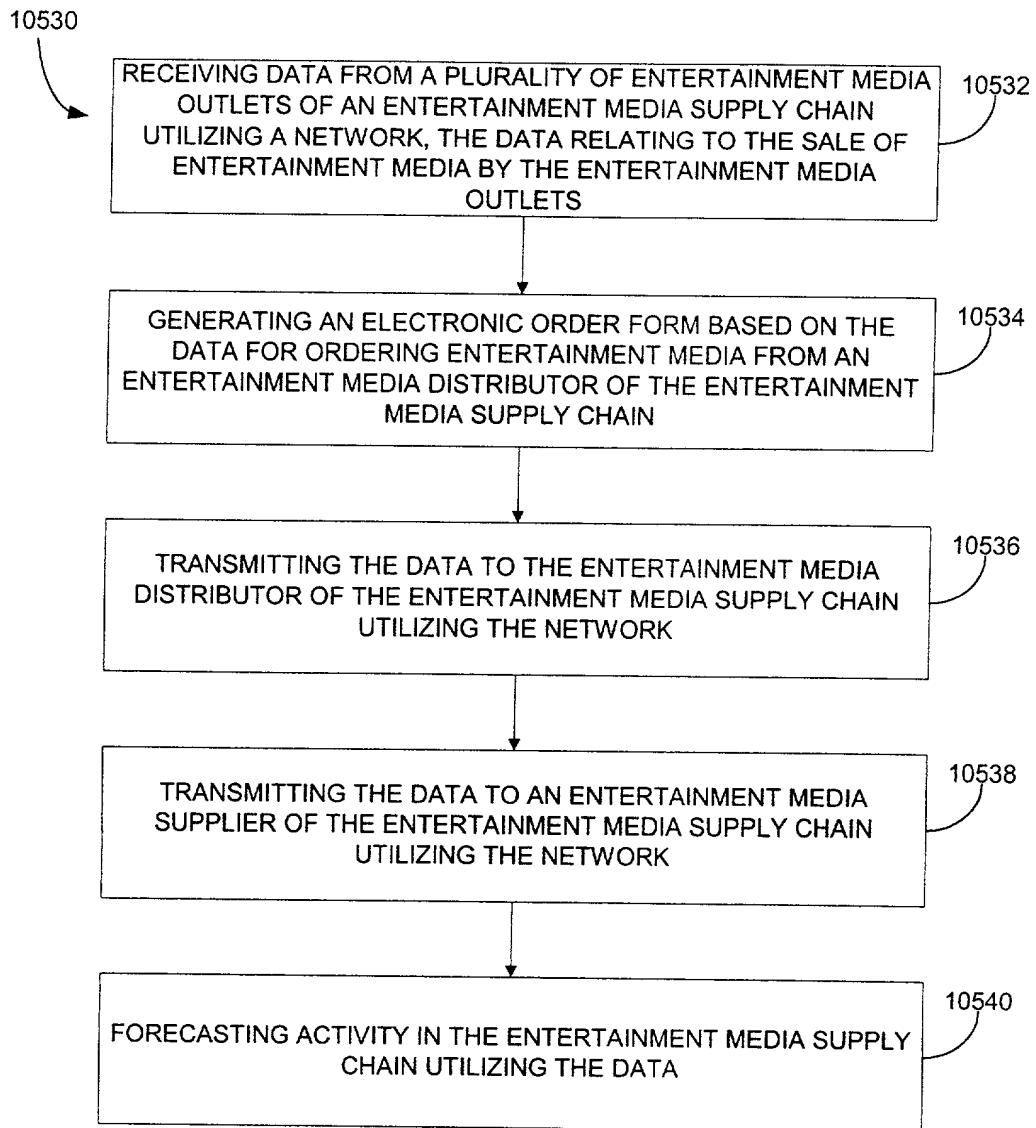 10530
RECEIVING DATA FROM A PLURALITY OF ENTERTAINMENT MEDIA
OUTLETS OF AN ENTERTAINMENT MEDIA SUPPLY CHAIN
UTILIZING A NETWORK, THE DATA RELATING TO THE SALE OF
ENTERTAINMENT MEDIA BY THE ENTERTAINMENT MEDIA
OUTLETS
10532
GENERATING AN ELECTRONIC ORDER FORM BASED ON THE
DATA FOR ORDERING ENTERTAINMENT MEDIA FROM AN
ENTERTAINMENT MEDIA DISTRIBUTOR OF THE ENTERTAINMENT
MEDIA SUPPLY CHAIN
10534
TRANSMITTING THE DATA TO THE ENTERTAINMENT MEDIA
DISTRIBUTOR OF THE ENTERTAINMENT MEDIA SUPPLY CHAIN
UTILIZING THE NETWORK
10536
TRANSMITTING THE DATA TO AN ENTERTAINMENT MEDIA
SUPPLIER OF THE ENTERTAINMENT MEDIA SUPPLY CHAIN
UTILIZING THE NETWORK
10538
FORECASTING ACTIVITY IN THE ENTERTAINMENT MEDIA SUPPLY
CHAIN UTILIZING THE DATA
10540